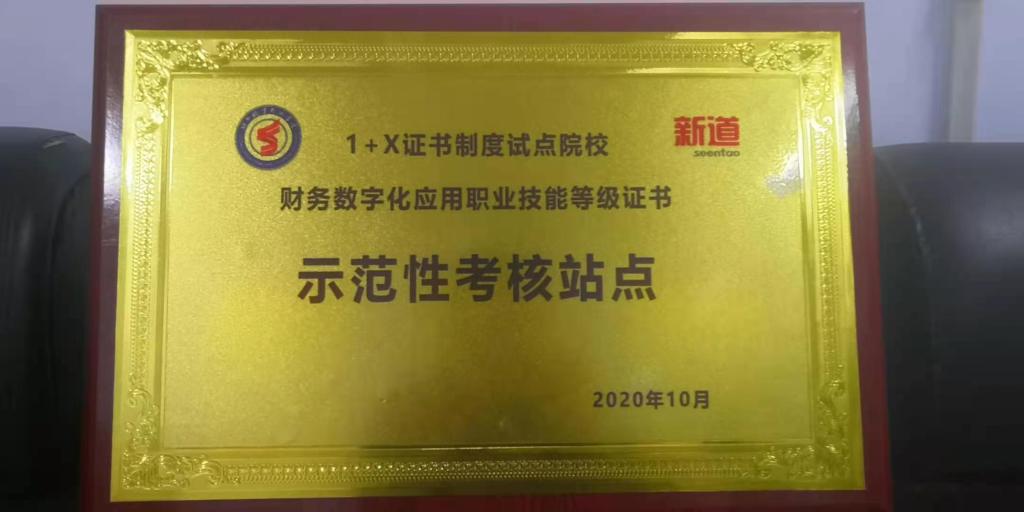 1+X证书制度试点院校
新道
seentao
财务数字化应用职业技能等级证书
示范性考核站点
2020年10月